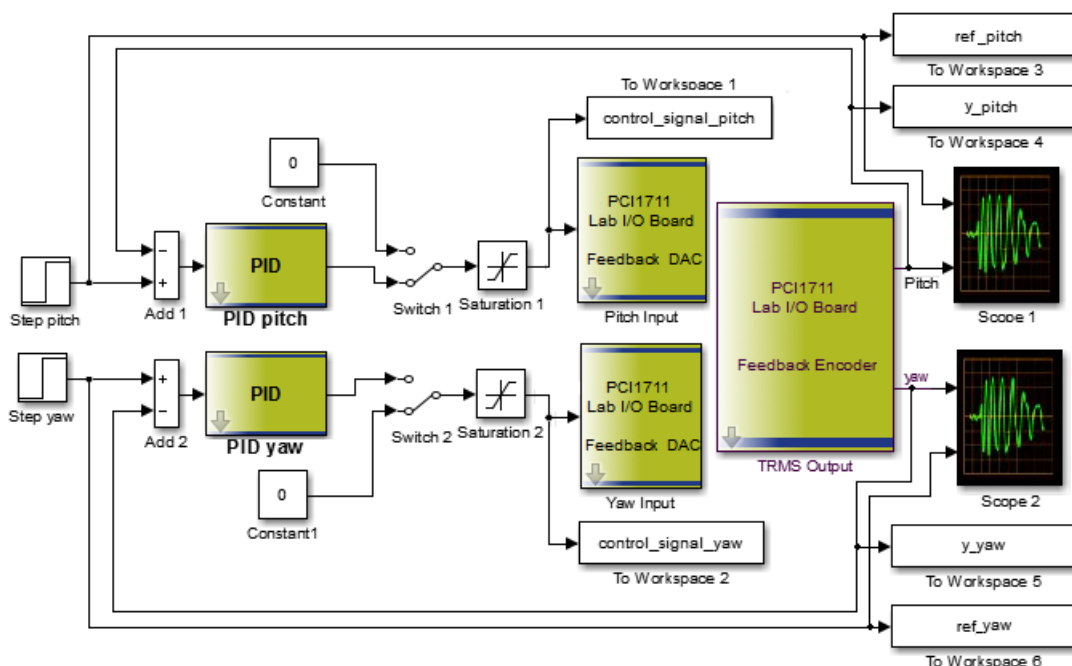 ref_pitch
To Workspace 3
To Workspace 1
control_signal_pitch
y_pitch
To Workspace 4
0
Constant
PCI1711
Lab I/O Board
Feedback DAC
Pitch Input
PID
PID pitch
Step pitch
Add 1
Switch 1
Saturation 1
PCI1711
Lab I/O Board
Feedback Encoder
TRMS Output
Pitch
yaw
Scope 1
Step yaw
Add 2
PID
PID yaw
Switch 2
Saturation 2
PCI1711
Lab I/O Board
Feedback DAC
Yaw Input
Scope 2
0
Constant1
control_signal_yaw
To Workspace 2
y_yaw
To Workspace 5
ref_yaw
To Workspace 6